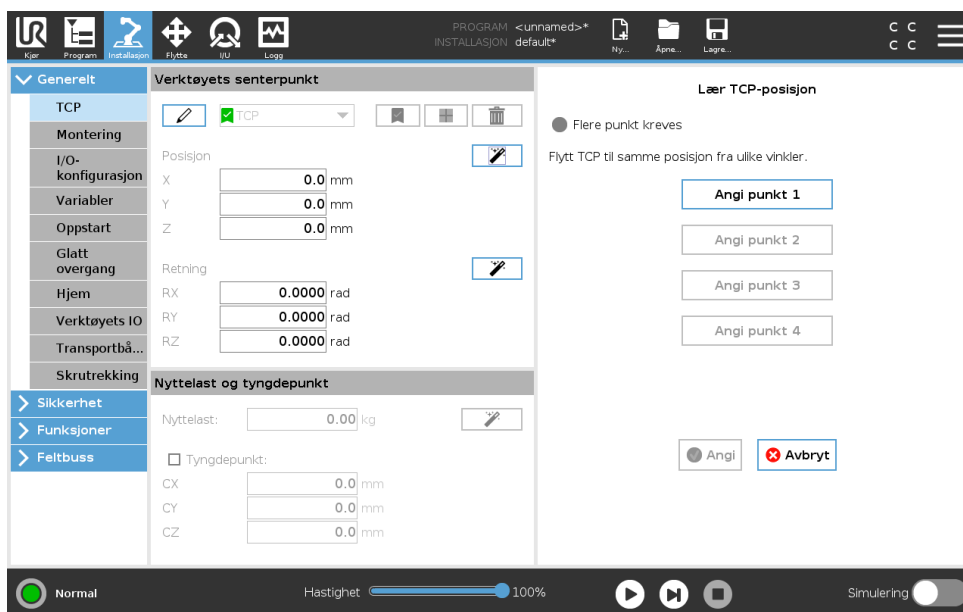 UR
PROGRAM <unnamed>*
INSTALLASJON default*
C C
C C
Kjør
Program
Installasjon
Flytte
I/U
Logg
Ny...
Åpne...
Lagre...
Generelt
TCP
Montering
I/O-
konfigurasjon
Variabler
Oppstart
Glatt
overgang
Hjem
Verktøyets IO
Transportbå...
Skrutrekking
Sikkerhet
Funksjoner
Feltbuss
Verktøyets senterpunkt
TCP
Posisjon
X 0.0 mm
Y 0.0 mm
Z 0.0 mm
Retning
RX 0.0000 rad
RY 0.0000 rad
RZ 0.0000 rad
Nyttelast og tyngdepunkt
Nyttelast: 0.00 kg
Tyngdepunkt:
CX 0.0 mm
CY 0.0 mm
CZ 0.0 mm
Lær TCP-posisjon
Flere punkt kreves
Flytt TCP til samme posisjon fra ulike vinkler.
Angi punkt 1
Angi punkt 2
Angi punkt 3
Angi punkt 4
Angi
Avbryt
Normal
Hastighet 100%
Simulering